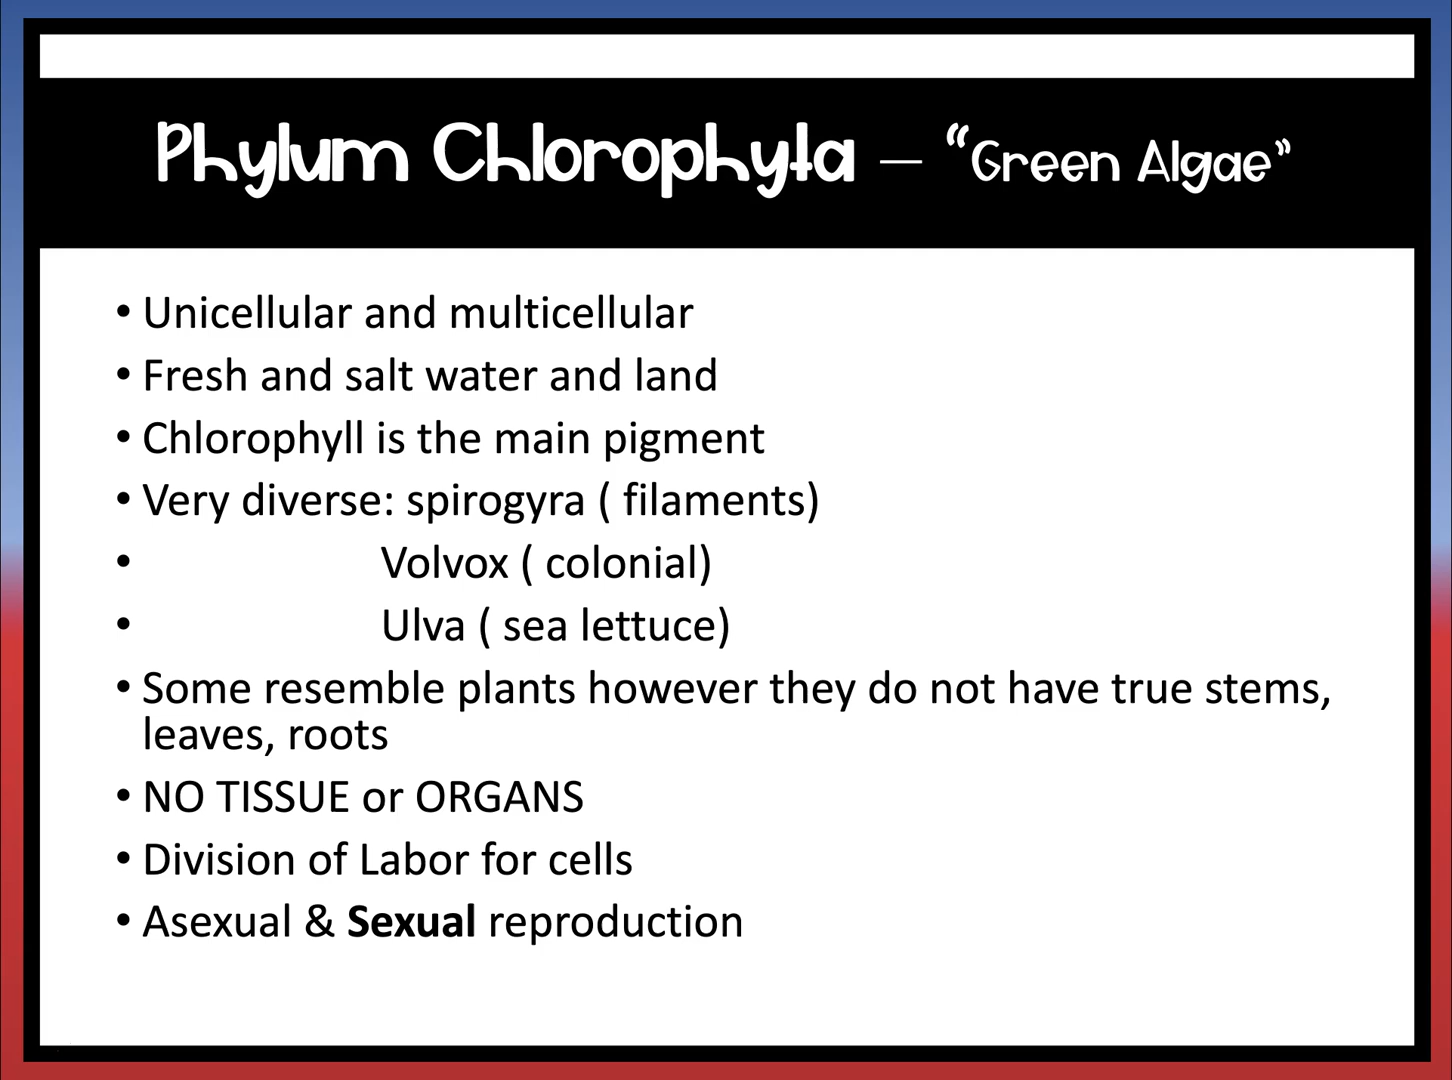 Phylum Chlorophyta – “Green Algae”
• Unicellular and multicellular
• Fresh and salt water and land
• Chlorophyll is the main pigment
• Very diverse: spirogyra ( filaments)
• Volvox ( colonial)
• Ulva ( sea lettuce)
• Some resemble plants however they do not have true stems,
leaves, roots
• NO TISSUE or ORGANS
• Division of Labor for cells
• Asexual & Sexual reproduction